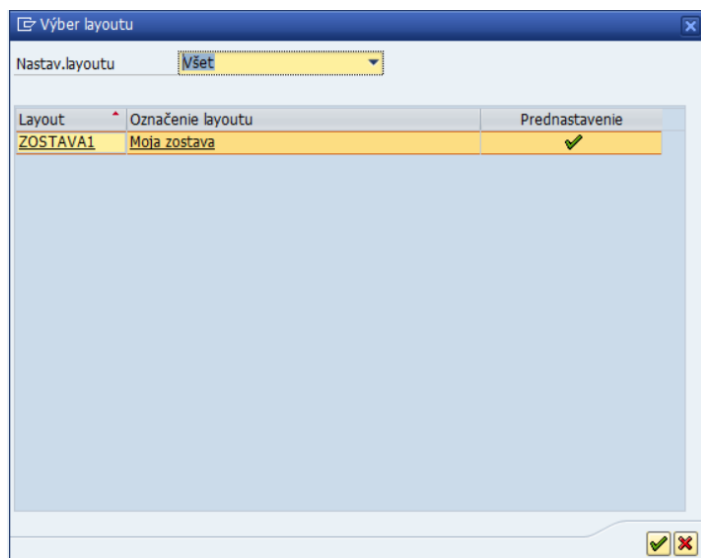 Výber layoutu
Nastav.layoutu Všet
Layout Označenie layoutu Prednastavenie
ZOSTAVA1 Moja zostava